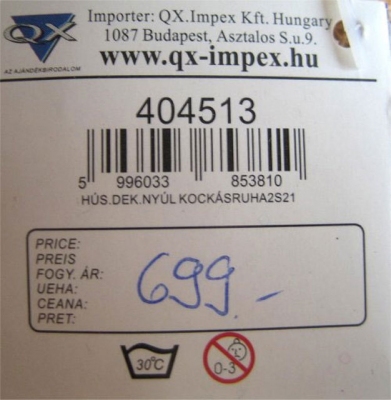 QX
AZ AJÁNDÉKBIRODALOM
Importer: QX.Impex Kft. Hungary
1087 Budapest, Asztalos S.u.9.
www.qx-impex.hu
404513
5 996033 853810
HÚS.DEK.NYÚL KOCKÁSRUHA2S21
PRICE:
PREIS
FOGY. ÁR:
UEHA:
CEANA:
PRET:
699.-
30°C
0-3